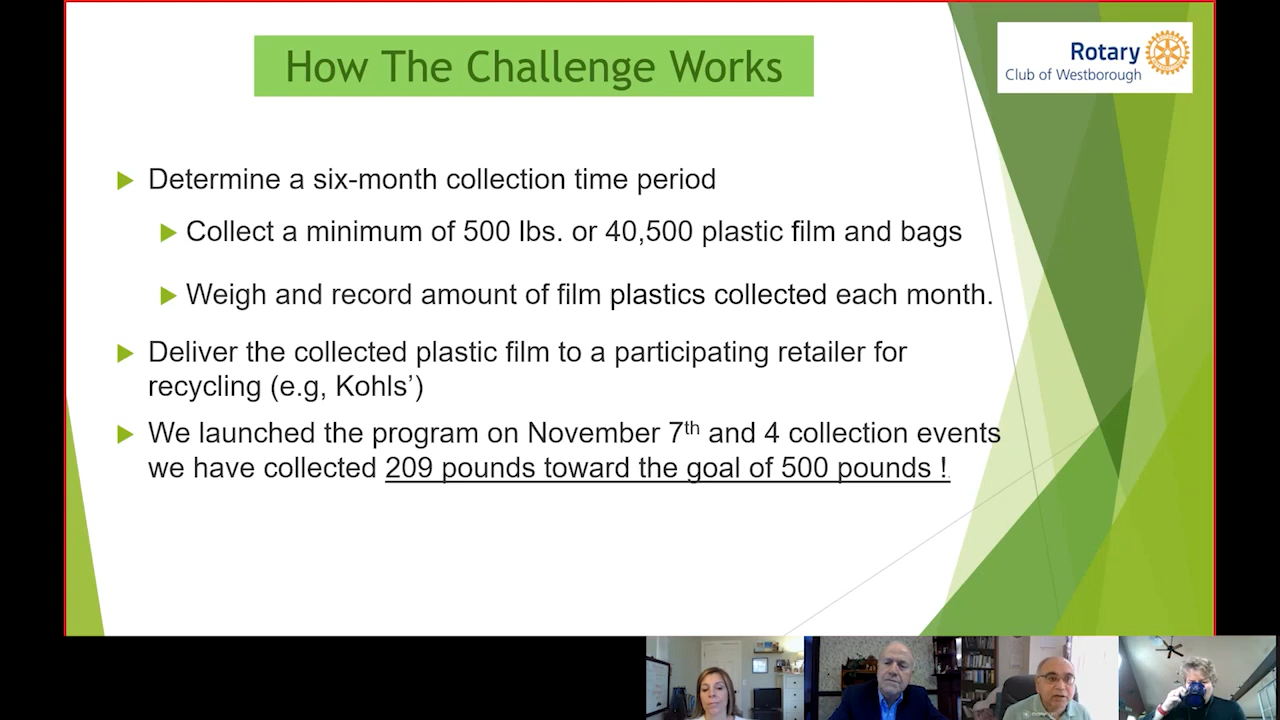 How The Challenge Works
Rotary
Club of Westborough
Determine a six-month collection time period
Collect a minimum of 500 lbs. or 40,500 plastic film and bags
Weigh and record amount of film plastics collected each month.
Deliver the collected plastic film to a participating retailer for
recycling (e.g, Kohls’)
We launched the program on November 7th and 4 collection events
we have collected 209 pounds toward the goal of 500 pounds !